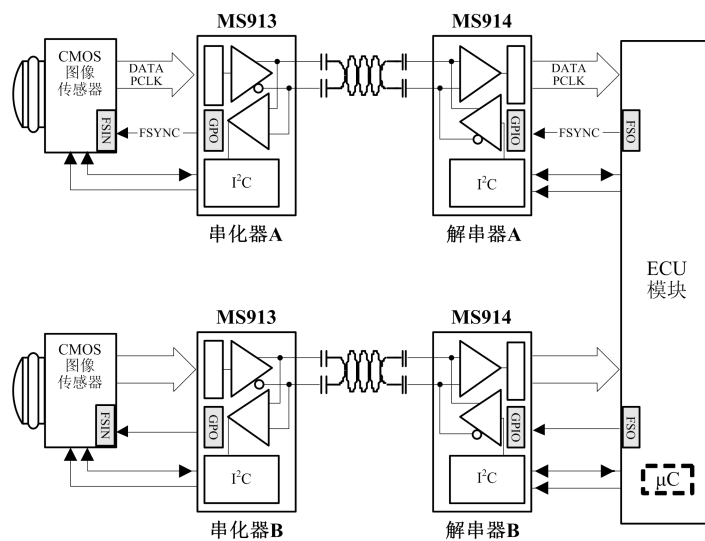 MS913
MS914
CMOS
图像
传感器
DATA
PCLK
DATA
PCLK
FSIN
FSYNC
GPO
GPIO
FSYNC
FSO
I²C
I²C
串化器A
解串器A
ECU
模块
MS913
MS914
CMOS
图像
传感器
FSIN
GPO
GPIO
FSO
I²C
I²C
μC
串化器B
解串器B